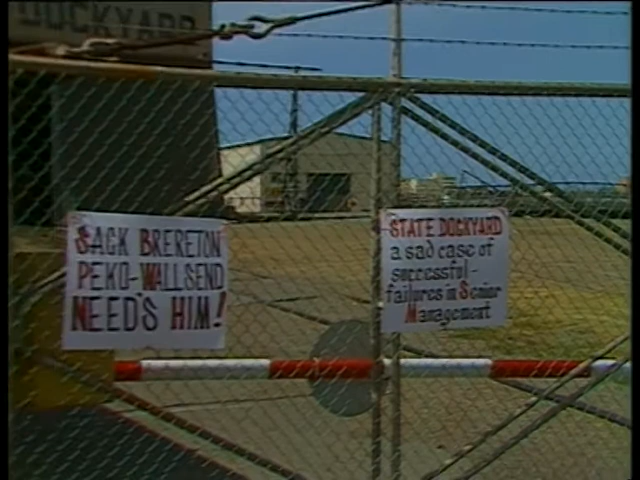 DOCKYARD
SACK BRERETON
PEKO-WALLSEND
NEED'S HIM!
STATE DOCKYARD
a sad case of
successful-
failures in Senior
Management